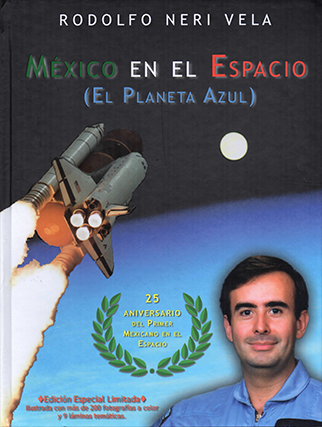 RODOLFO NERI VELA
MÉXICO EN EL ESPACIO
(EL PLANETA AZUL)
25
ANIVERSARIO
DEL PRIMER
MEXICANO EN EL
ESPACIO
♦Edición Especial Limitada♦
Ilustrada con más de 200 fotografías a color
y 9 láminas temáticas.